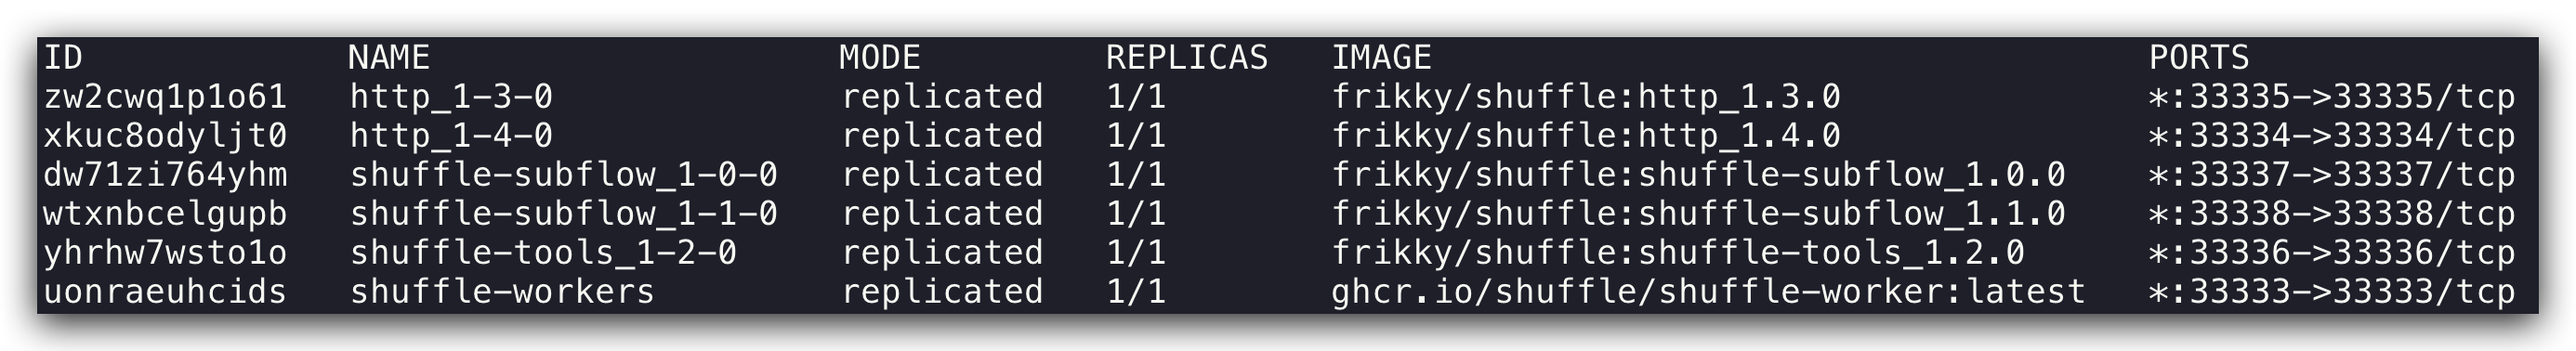 ID             NAME                    MODE         REPLICAS   IMAGE                                   PORTS
zw2cwq1p1o61   http_1-3-0              replicated   1/1        frikky/shuffle:http_1.3.0               *:33335->33335/tcp
xkuc8odyljt0   http_1-4-0              replicated   1/1        frikky/shuffle:http_1.4.0               *:33334->33334/tcp
dw71zi764yhm   shuffle-subflow_1-0-0   replicated   1/1        frikky/shuffle:shuffle-subflow_1.0.0    *:33337->33337/tcp
wtxnbcelgupb   shuffle-subflow_1-1-0   replicated   1/1        frikky/shuffle:shuffle-subflow_1.1.0    *:33338->33338/tcp
yhrhw7wsto1o   shuffle-tools_1-2-0     replicated   1/1        frikky/shuffle:shuffle-tools_1.2.0      *:33336->33336/tcp
uonraeuhcids   shuffle-workers         replicated   1/1        ghcr.io/shuffle/shuffle-worker:latest   *:33333->33333/tcp